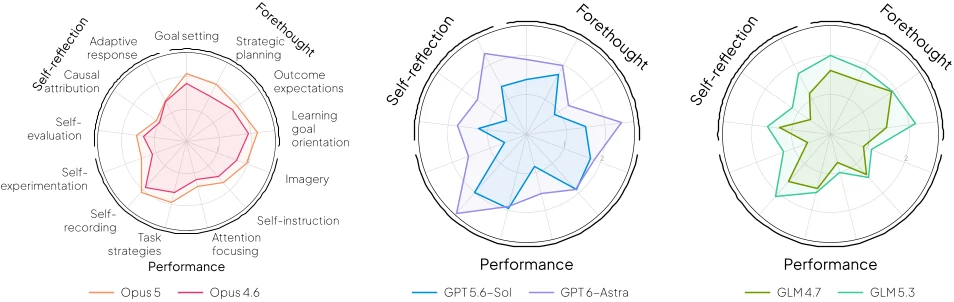 Self-reflection
Forethought
Goal setting
Strategic
planning
Outcome
expectations
Learning
goal
orientation
Imagery
Self-instruction
Attention
focusing
Task
strategies
Self-
recording
Self-
experimentation
Self-
evaluation
Causal
attribution
Adaptive
response
Performance
Opus 5
Opus 4.6
Self-reflection
Forethought
1
2
Performance
GPT 5.6-Sol
GPT 6-Astra
Self-reflection
Forethought
2
Performance
GLM 4.7
GLM 5.3